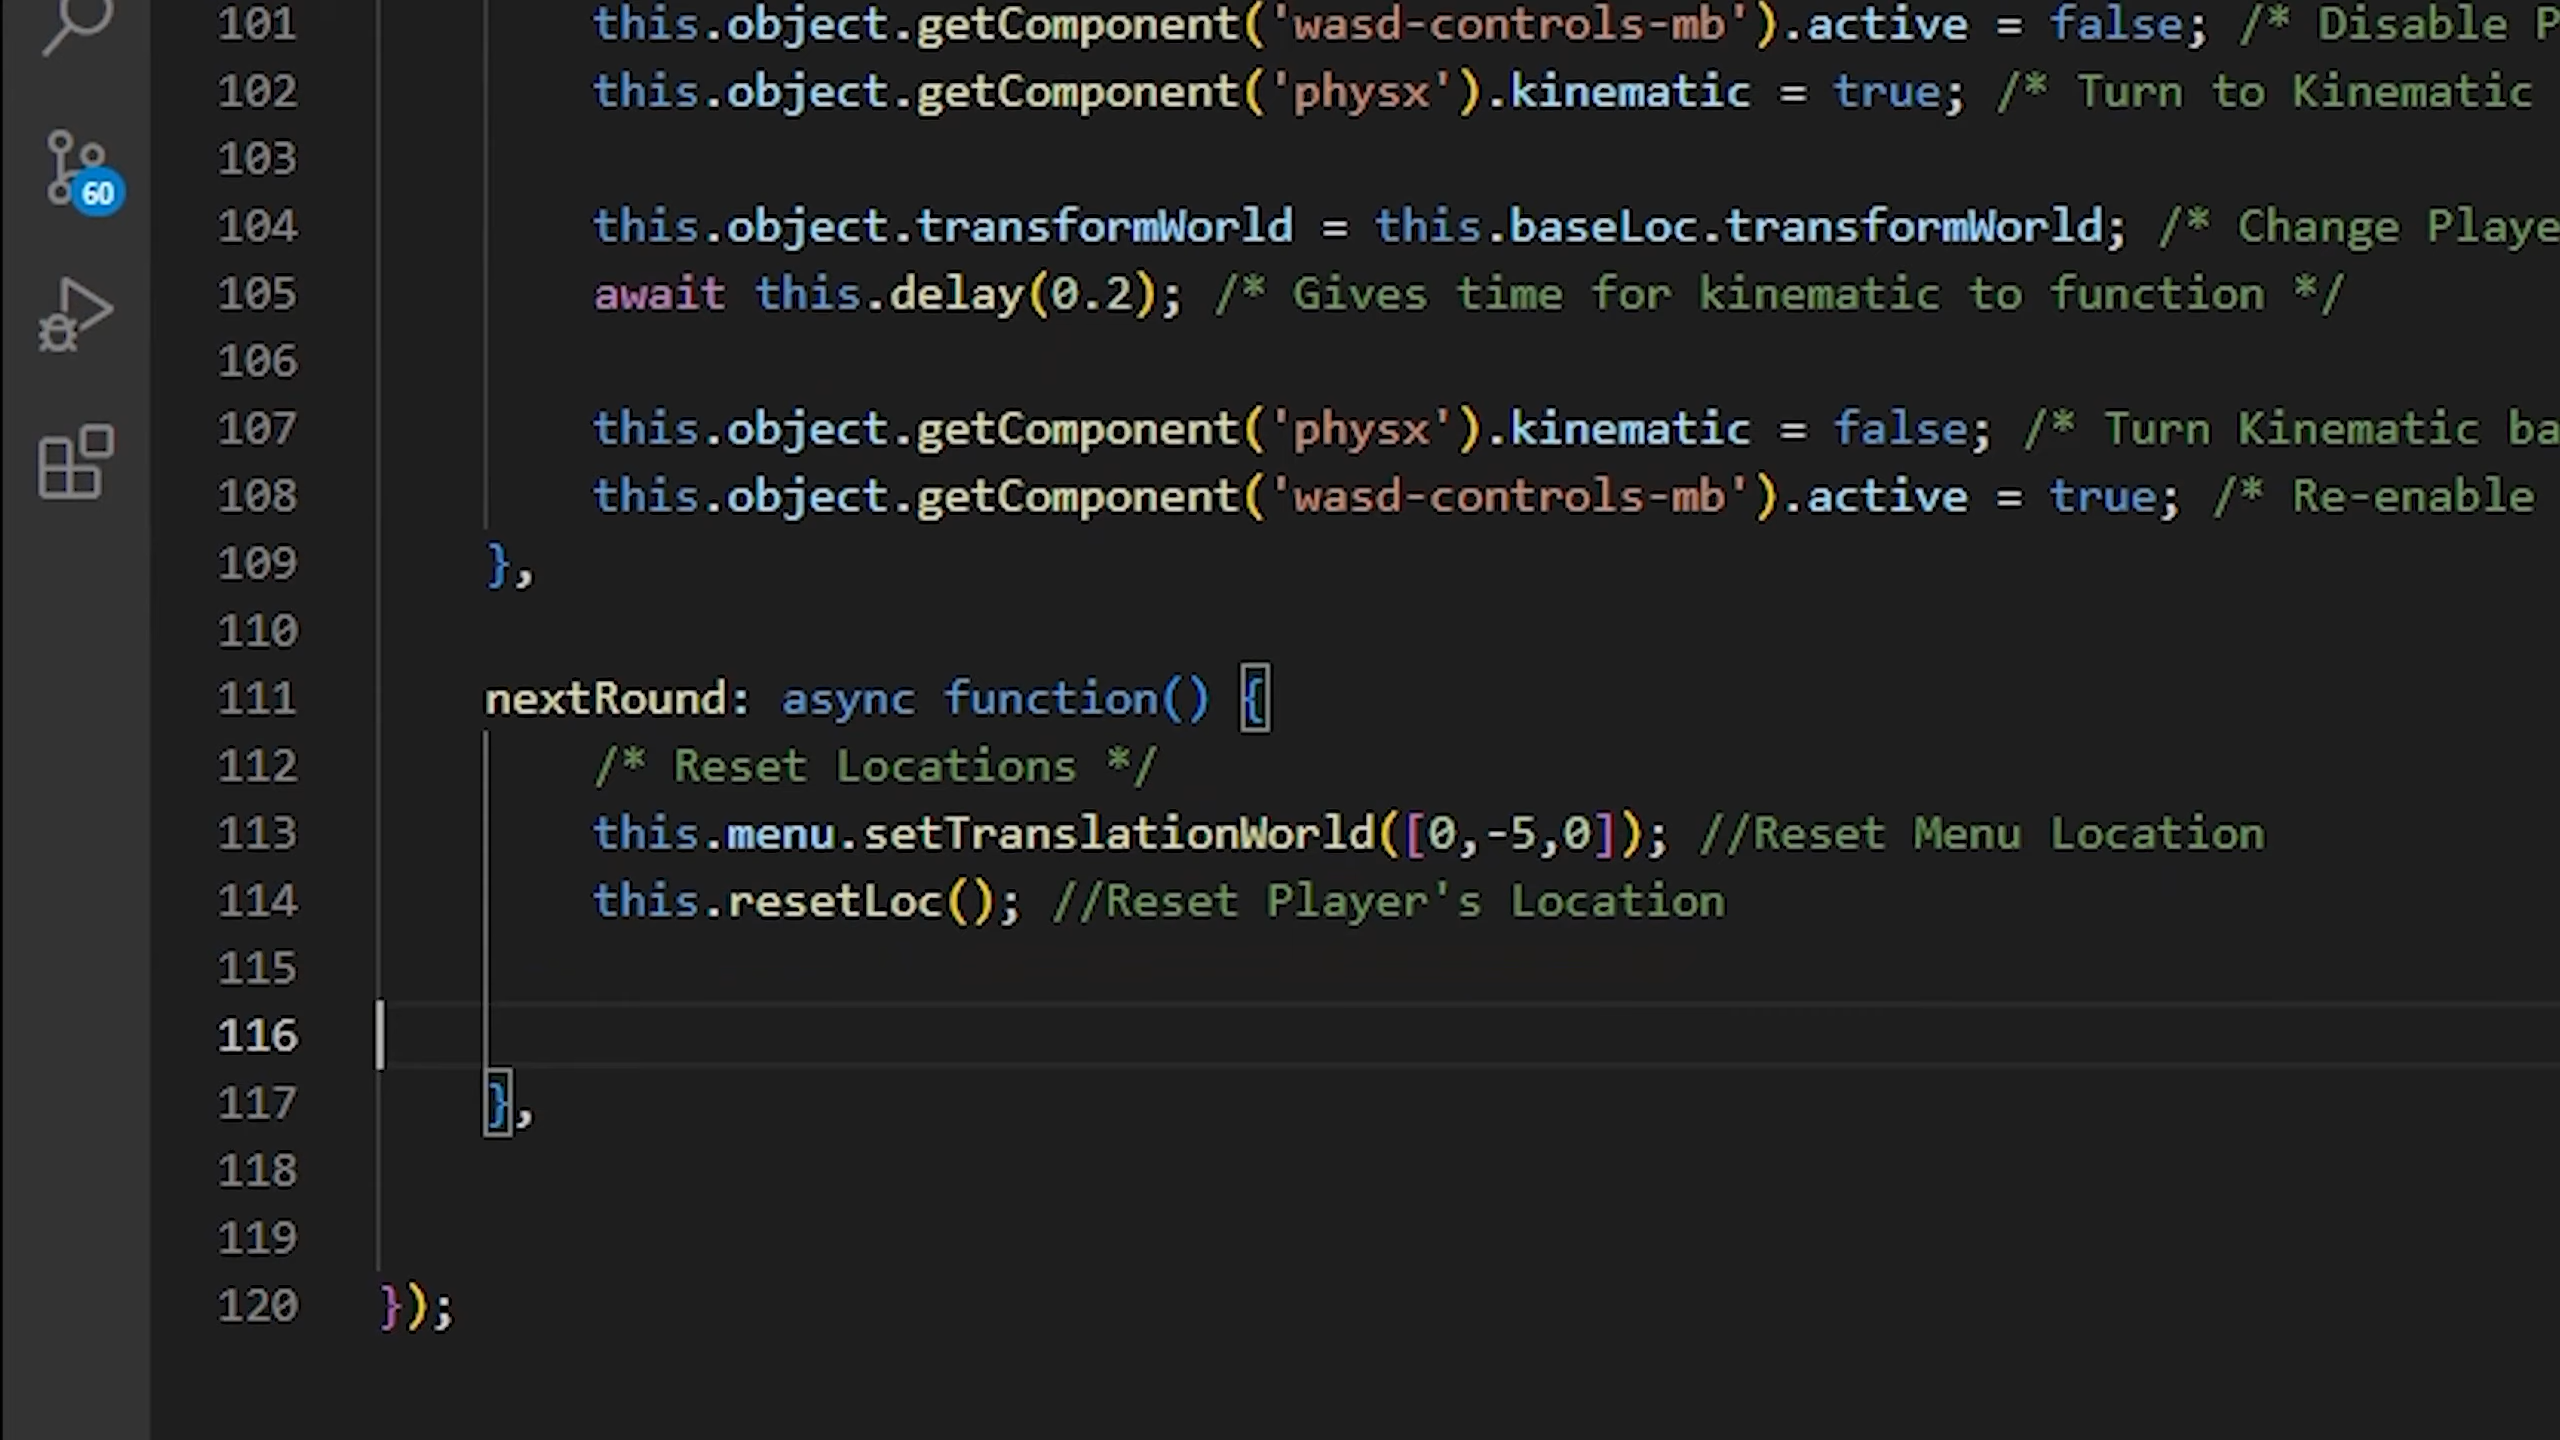 101 this.object.getComponent('wasd-controls-mb').active = false; /* Disable P
102 this.object.getComponent('physx').kinematic = true; /* Turn to Kinematic
103
104 this.object.transformWorld = this.baseLoc.transformWorld; /* Change Playe
105 await this.delay(0.2); /* Gives time for kinematic to function */
106
107 this.object.getComponent('physx').kinematic = false; /* Turn Kinematic ba
108 this.object.getComponent('wasd-controls-mb').active = true; /* Re-enable
109 },
110
111 nextRound: async function() {
112 /* Reset Locations */
113 this.menu.setTranslationWorld([0,-5,0]); //Reset Menu Location
114 this.resetLoc(); //Reset Player's Location
115
116
117 },
118
119
120 });
60